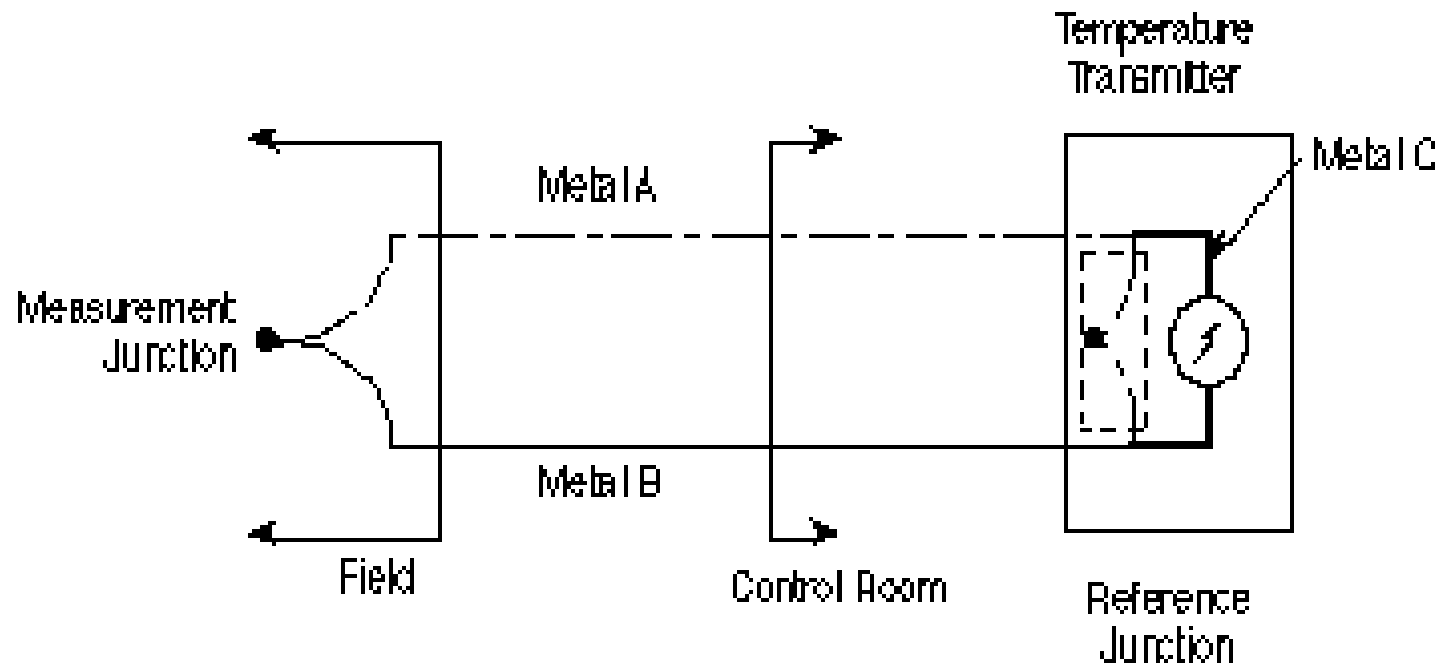 Temperature
Transmitter
Metal C
Metal A
Measurement
Junction
Metal B
Field
Control Room
Reference
Junction